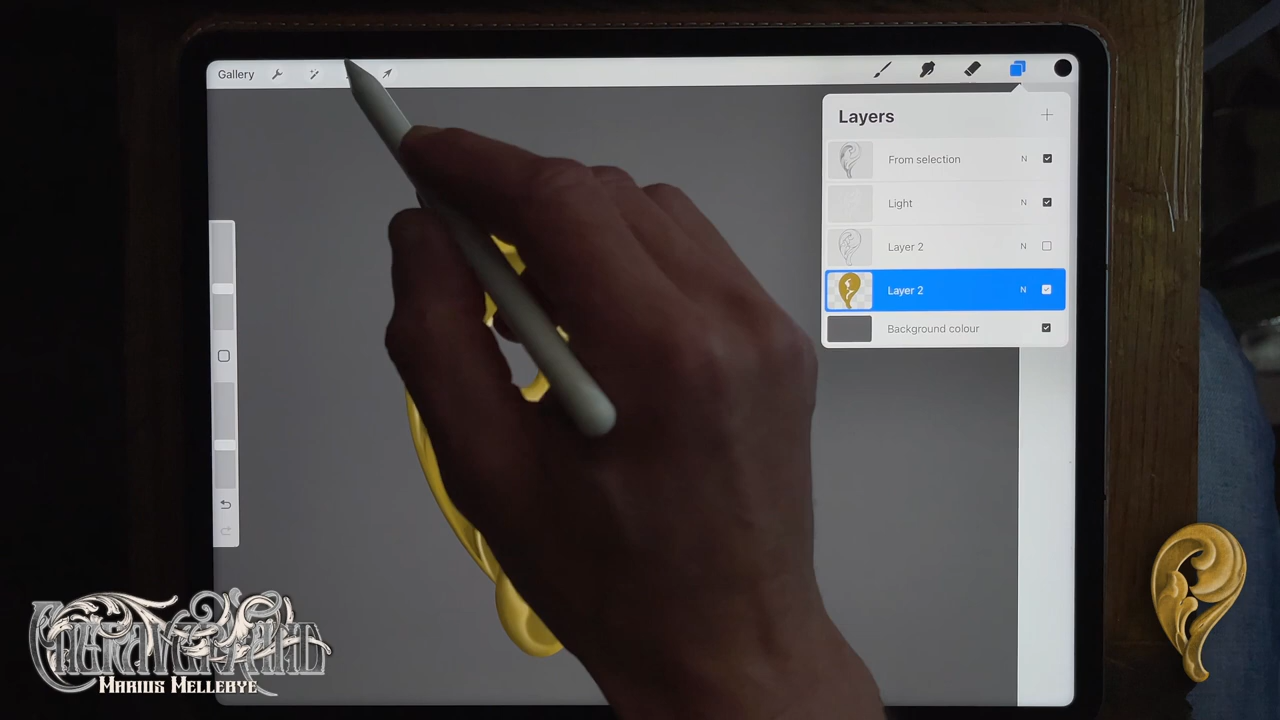 Gallery
Layers
From selection N
Light N
Layer 2 N
Layer 2 N
Background colour
Marius Mellebye